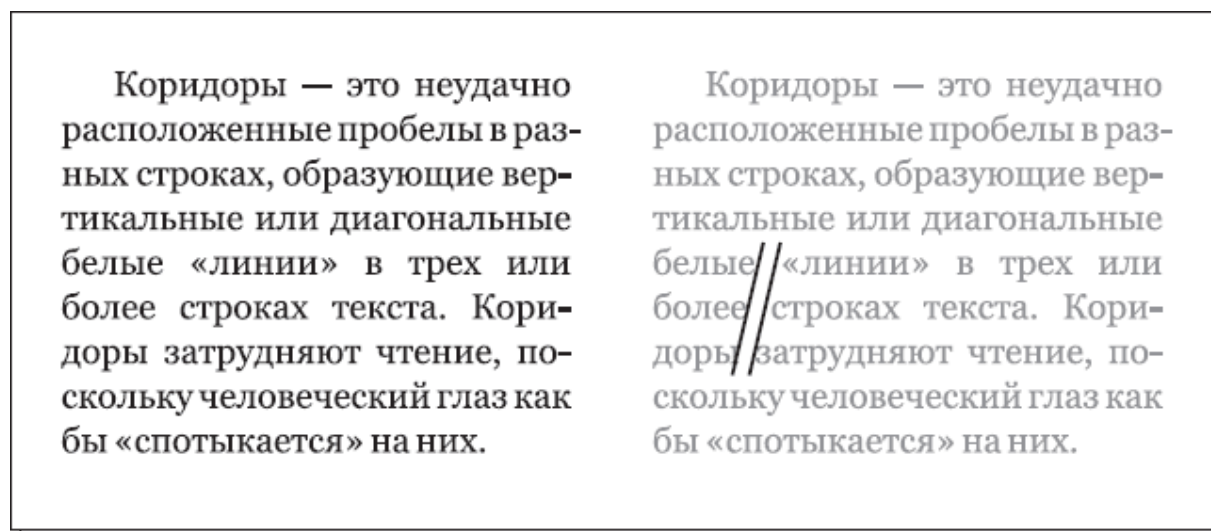 Коридоры — это неудачно
расположенные пробелы в раз-
ных строках, образующие вер-
тикальные или диагональные
белые «линии» в трех или
более строках текста. Кори-
доры затрудняют чтение, по-
скольку человеческий глаз как
бы «спотыкается» на них.
Коридоры — это неудачно
расположенные пробелы в раз-
ных строках, образующие вер-
тикальные или диагональные
белые «линии» в трех или
более строках текста. Кори-
доры затрудняют чтение, по-
скольку человеческий глаз как
бы «спотыкается» на них.